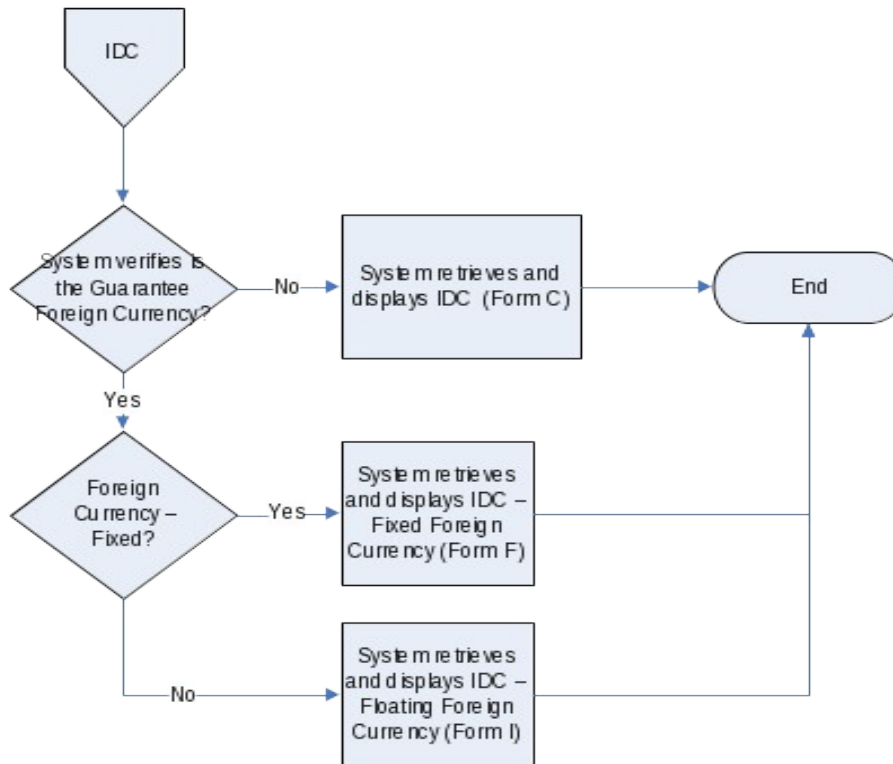 IDC
System verifies is
the Guarantee
Foreign Currency?
No
System retrieves and
displays IDC (Form C)
End
Yes
Foreign
Currency –
Fixed?
Yes
System retrieves
and displays IDC –
Fixed Foreign
Currency (Form F)
No
System retrieves
and displays IDC –
Floating Foreign
Currency (Form I)